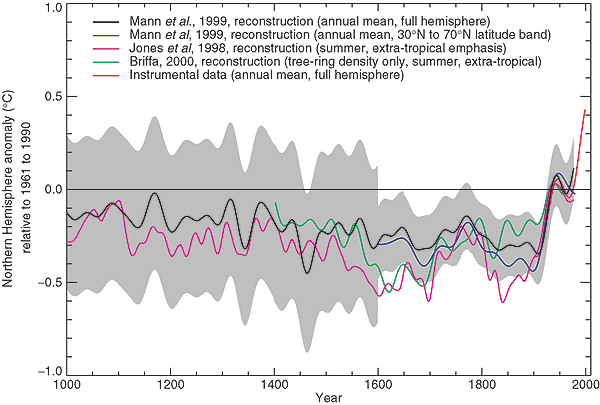 Mann et al., 1999, reconstruction (annual mean, full hemisphere)
Mann et al, 1999, reconstruction (annual mean, 30°N to 70°N latitude band)
Jones et al, 1998, reconstruction (summer, extra-tropical emphasis)
Briffa, 2000, reconstruction (tree-ring density only, summer, extra-tropical)
Instrumental data (annual mean, full hemisphere)
Northern Hemisphere anomaly (°C)
relative to 1961 to 1990
1.0
0.5
0.0
−0.5
−1.0
1000 1200 1400 1600 1800 2000
Year